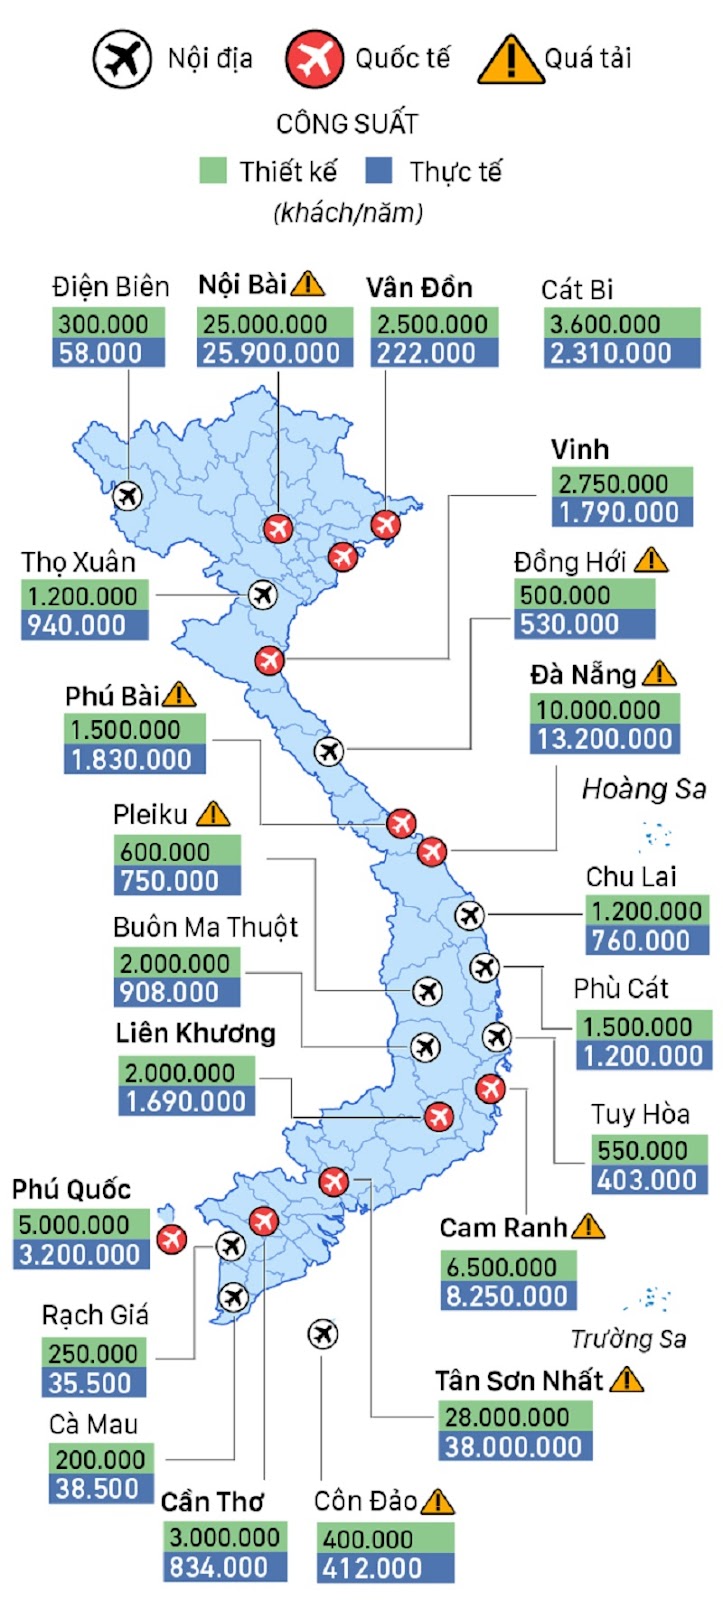 Nội địa
Quốc tế
Quá tải
CÔNG SUẤT
Thiết kế
Thực tế
(khách/năm)
Điện Biên
300.000
58.000
Nội Bài
25.000.000
25.900.000
Vân Đồn
2.500.000
222.000
Cát Bi
3.600.000
2.310.000
Vinh
2.750.000
1.790.000
Thọ Xuân
1.200.000
940.000
Đồng Hới
500.000
530.000
Phú Bài
1.500.000
1.830.000
Đà Nẵng
10.000.000
13.200.000
Hoàng Sa
Pleiku
600.000
750.000
Chu Lai
1.200.000
760.000
Buôn Ma Thuột
2.000.000
908.000
Phù Cát
1.500.000
1.200.000
Liên Khương
2.000.000
1.690.000
Tuy Hòa
550.000
403.000
Phú Quốc
5.000.000
3.200.000
Cam Ranh
6.500.000
8.250.000
Rạch Giá
250.000
35.500
Trường Sa
Tân Sơn Nhất
28.000.000
38.000.000
Cà Mau
200.000
38.500
Cần Thơ
3.000.000
834.000
Côn Đảo
400.000
412.000